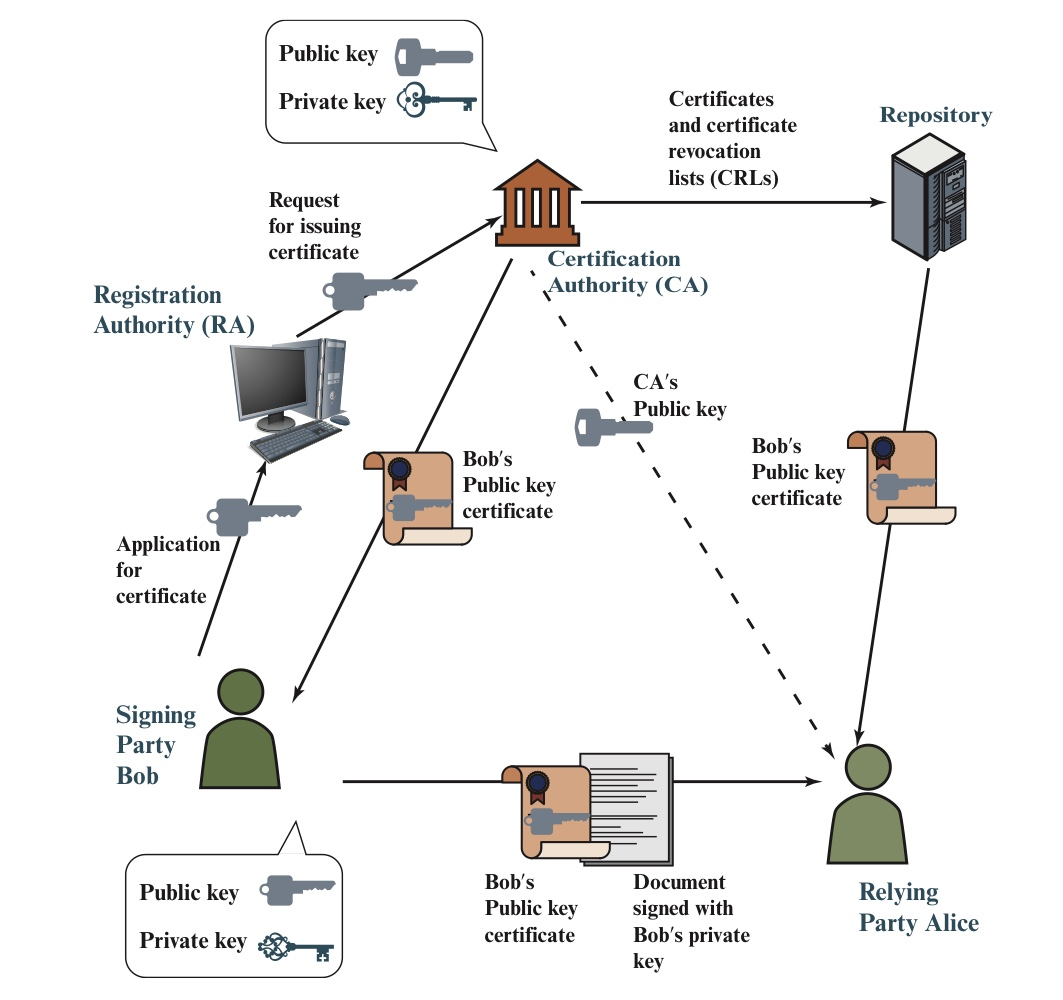 Public key
Private key
Certificates
and certificate
revocation
lists (CRLs)
Repository
Request
for issuing
certificate
Certification
Authority (CA)
Registration
Authority (RA)
CA's
Public key
Bob's
Public key
certificate
Bob's
Public key
certificate
Application
for
certificate
Signing
Party
Bob
Public key
Private key
Bob's
Public key
certificate
Document
signed with
Bob's private
key
Relying
Party Alice